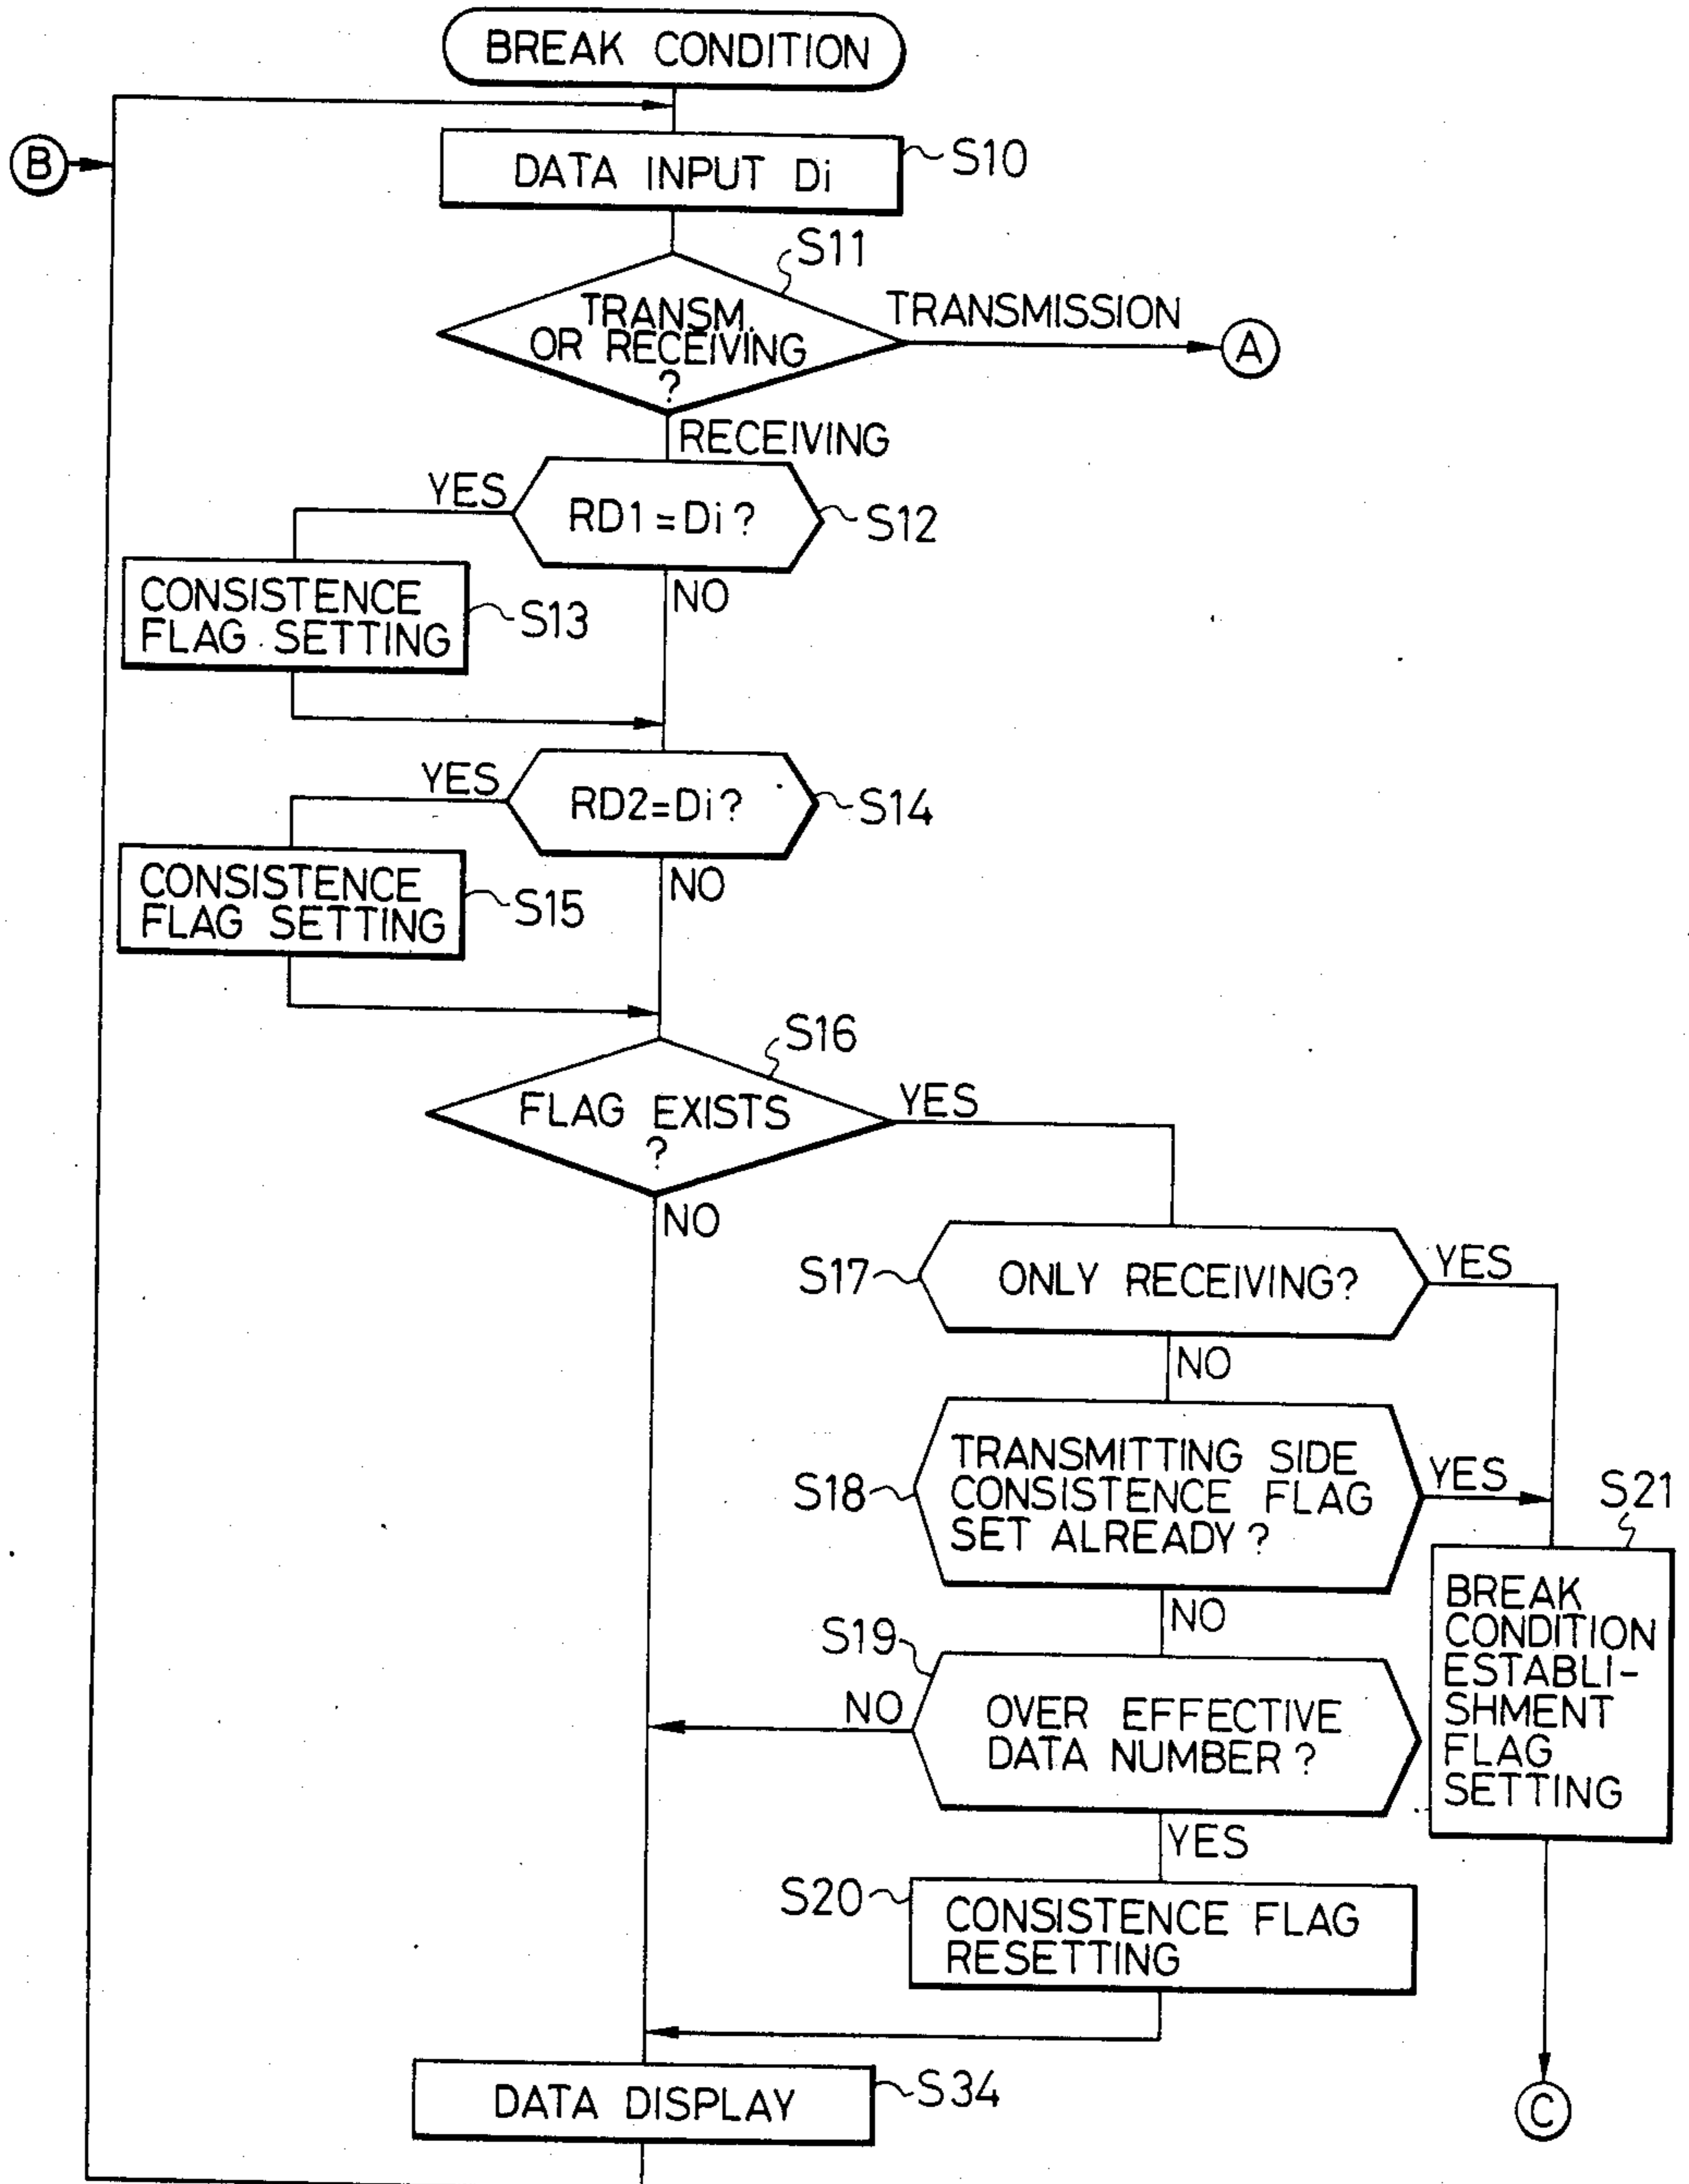 BREAK CONDITION
B
DATA INPUT Di
S10
S11
TRANSM.
OR RECEIVING
?
TRANSMISSION
A
RECEIVING
YES
RD1=Di?
S12
NO
CONSISTENCE
FLAG SETTING
S13
YES
RD2=Di?
S14
NO
CONSISTENCE
FLAG SETTING
S15
S16
FLAG EXISTS
?
YES
NO
S17
ONLY RECEIVING?
YES
NO
S18
TRANSMITTING SIDE
CONSISTENCE FLAG
SET ALREADY?
YES
S21
NO
BREAK
CONDITION
ESTABLI-
SHMENT
FLAG
SETTING
S19
NO
OVER EFFECTIVE
DATA NUMBER?
YES
S20
CONSISTENCE FLAG
RESETTING
DATA DISPLAY
S34
C